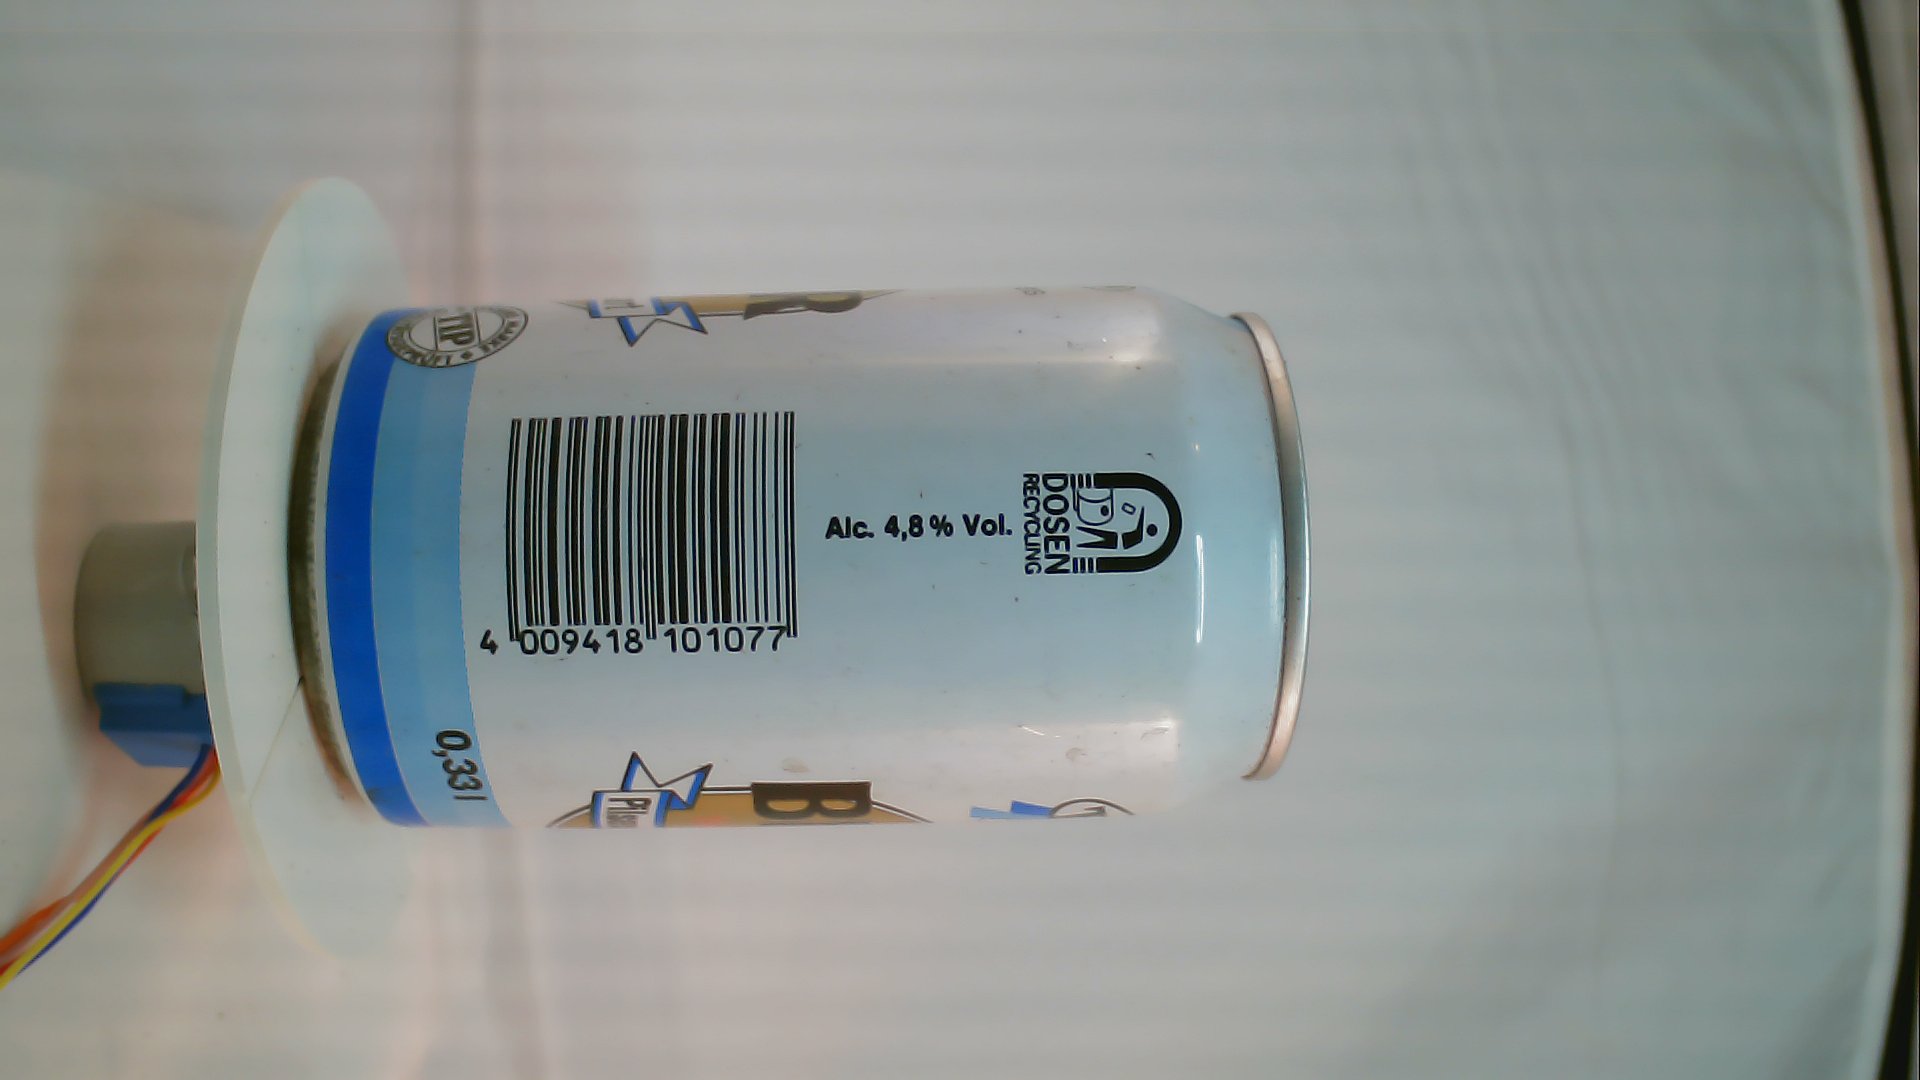 TIP
4 009418 101077
Alc. 4,8% Vol.
DOSEN
RECYCLING
0,33 l
B